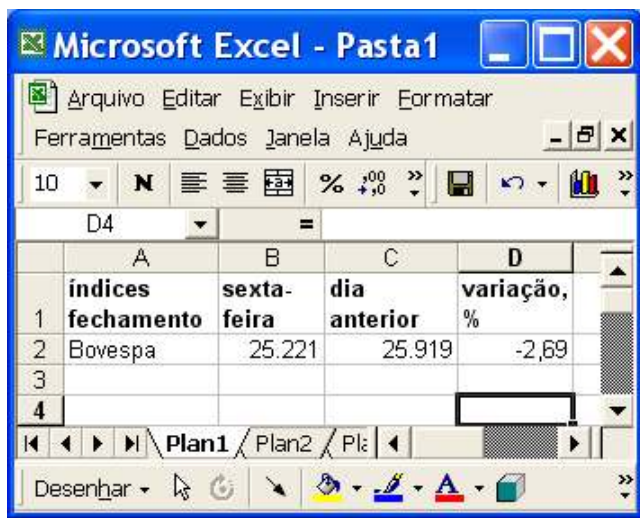 Microsoft Excel - Pasta1
Arquivo Editar Exibir Inserir Formatar
Ferramentas Dados Janela Ajuda
10 N % ,00 ,0
D4 =
A B C D
1 índices fechamento sexta-feira dia anterior variação, %
2 Bovespa 25.221 25.919 -2,69
3
4
Plan1 Plan2
Desenhar A